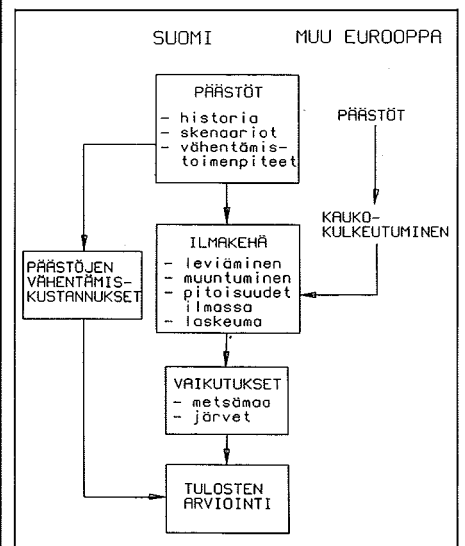 SUOMI
MUU EUROOPPA
PÄÄSTÖT
- historia
- skenaariot
- vähentämis-
toimenpiteet
PÄÄSTÖT
KAUKO-
KULKEUTUMINEN
ILMAKEHÄ
- leviäminen
- muuntuminen
- pitoisuudet
ilmassa
- laskeuma
PÄÄSTÖJEN
VÄHENTÄMIS-
KUSTANNUKSET
VAIKUTUKSET
- metsämaa
- järvet
TULOSTEN
ARVIOINTI